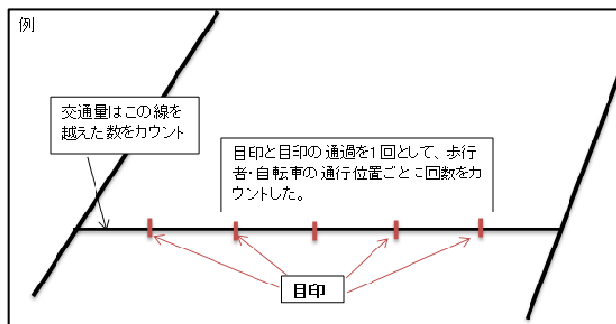 例
交通量はこの線を
越えた数をカウント
目印と目印の通過を1回として、歩行
者・自転車の通行位置ごとに回数をカ
ウントした。
目印